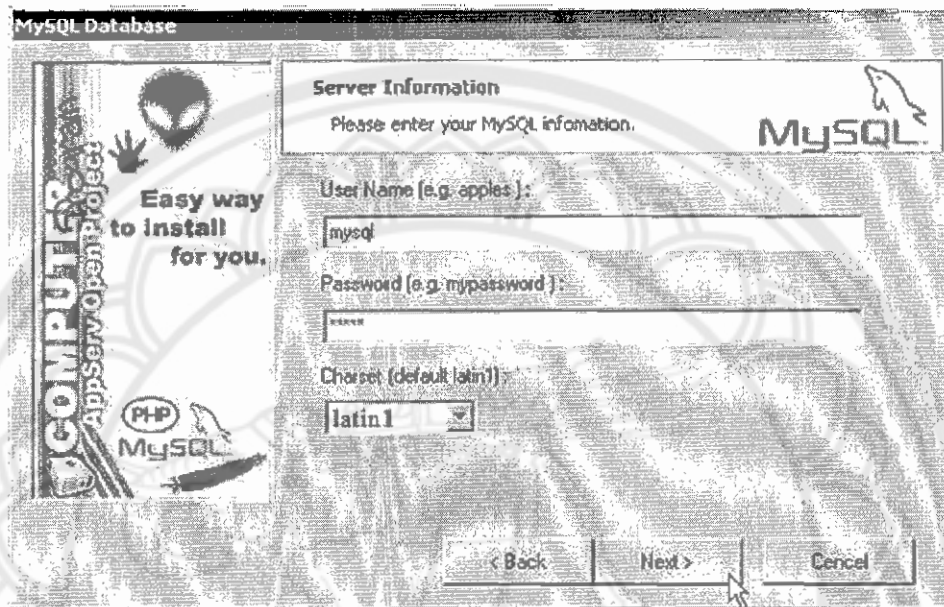 MySQL Database
Server Information
Please enter your MySQL infomation.
MySQL
COMPUTER
AppServ Open Project
Easy way
to install
for you.
PHP
MySQL
User Name (e.g. apples ) :
mysql
Password (e.g. mypassword ) :
*****
Charset (default latin1) :
latin1
< Back
Next >
Cancel